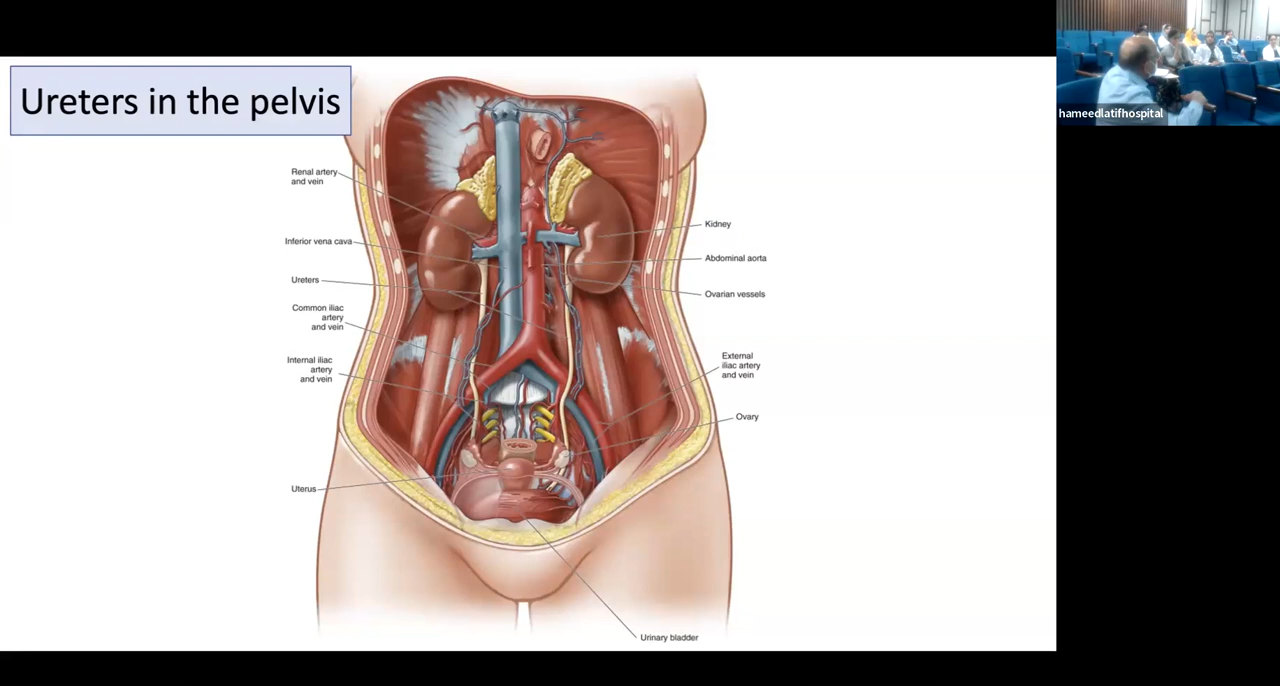 Ureters in the pelvis
hameedlatifhospital
Renal artery
and vein
Inferior vena cava
Ureters
Common iliac
artery
and vein
Internal iliac
artery
and vein
Uterus
Kidney
Abdominal aorta
Ovarian vessels
External
iliac artery
and vein
Ovary
Urinary bladder